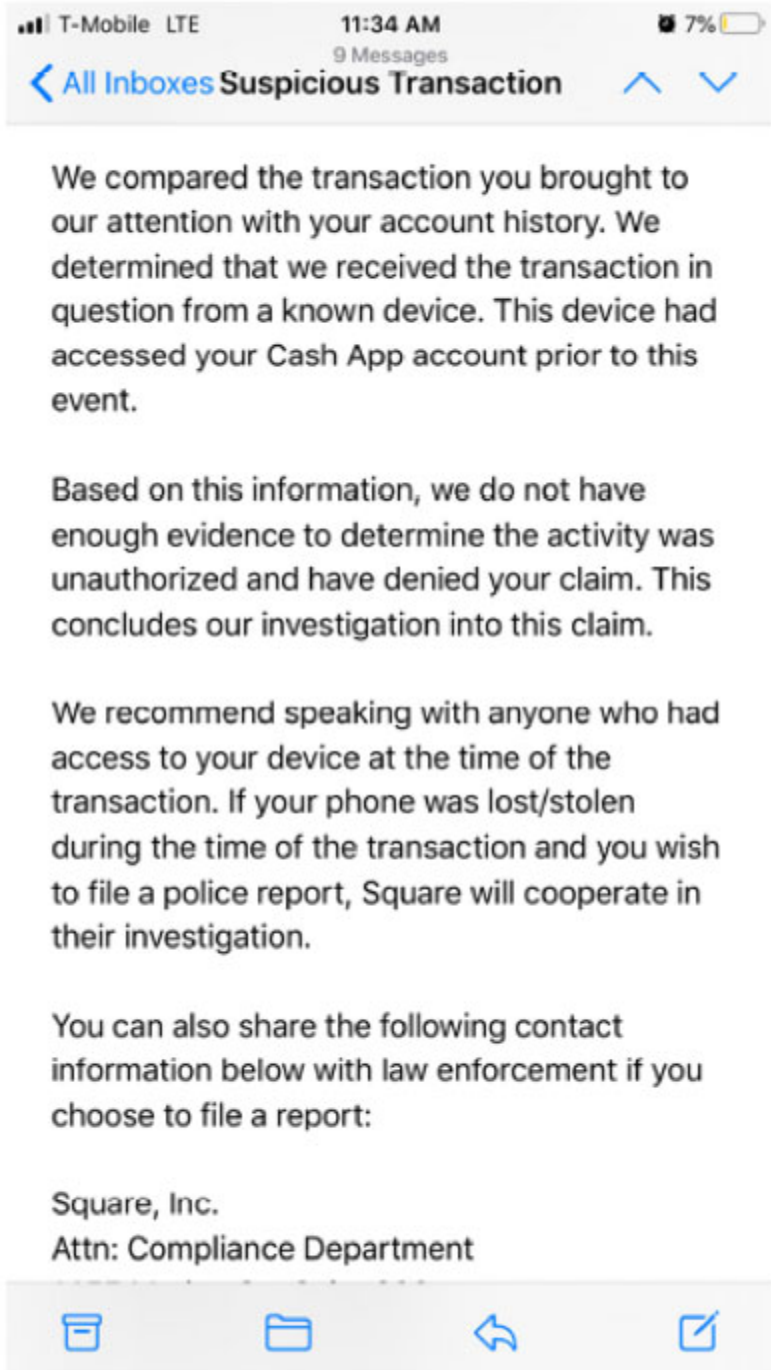 T-Mobile LTE 11:34 AM 7%
9 Messages
All Inboxes Suspicious Transaction
We compared the transaction you brought to
our attention with your account history. We
determined that we received the transaction in
question from a known device. This device had
accessed your Cash App account prior to this
event.
Based on this information, we do not have
enough evidence to determine the activity was
unauthorized and have denied your claim. This
concludes our investigation into this claim.
We recommend speaking with anyone who had
access to your device at the time of the
transaction. If your phone was lost/stolen
during the time of the transaction and you wish
to file a police report, Square will cooperate in
their investigation.
You can also share the following contact
information below with law enforcement if you
choose to file a report:
Square, Inc.
Attn: Compliance Department